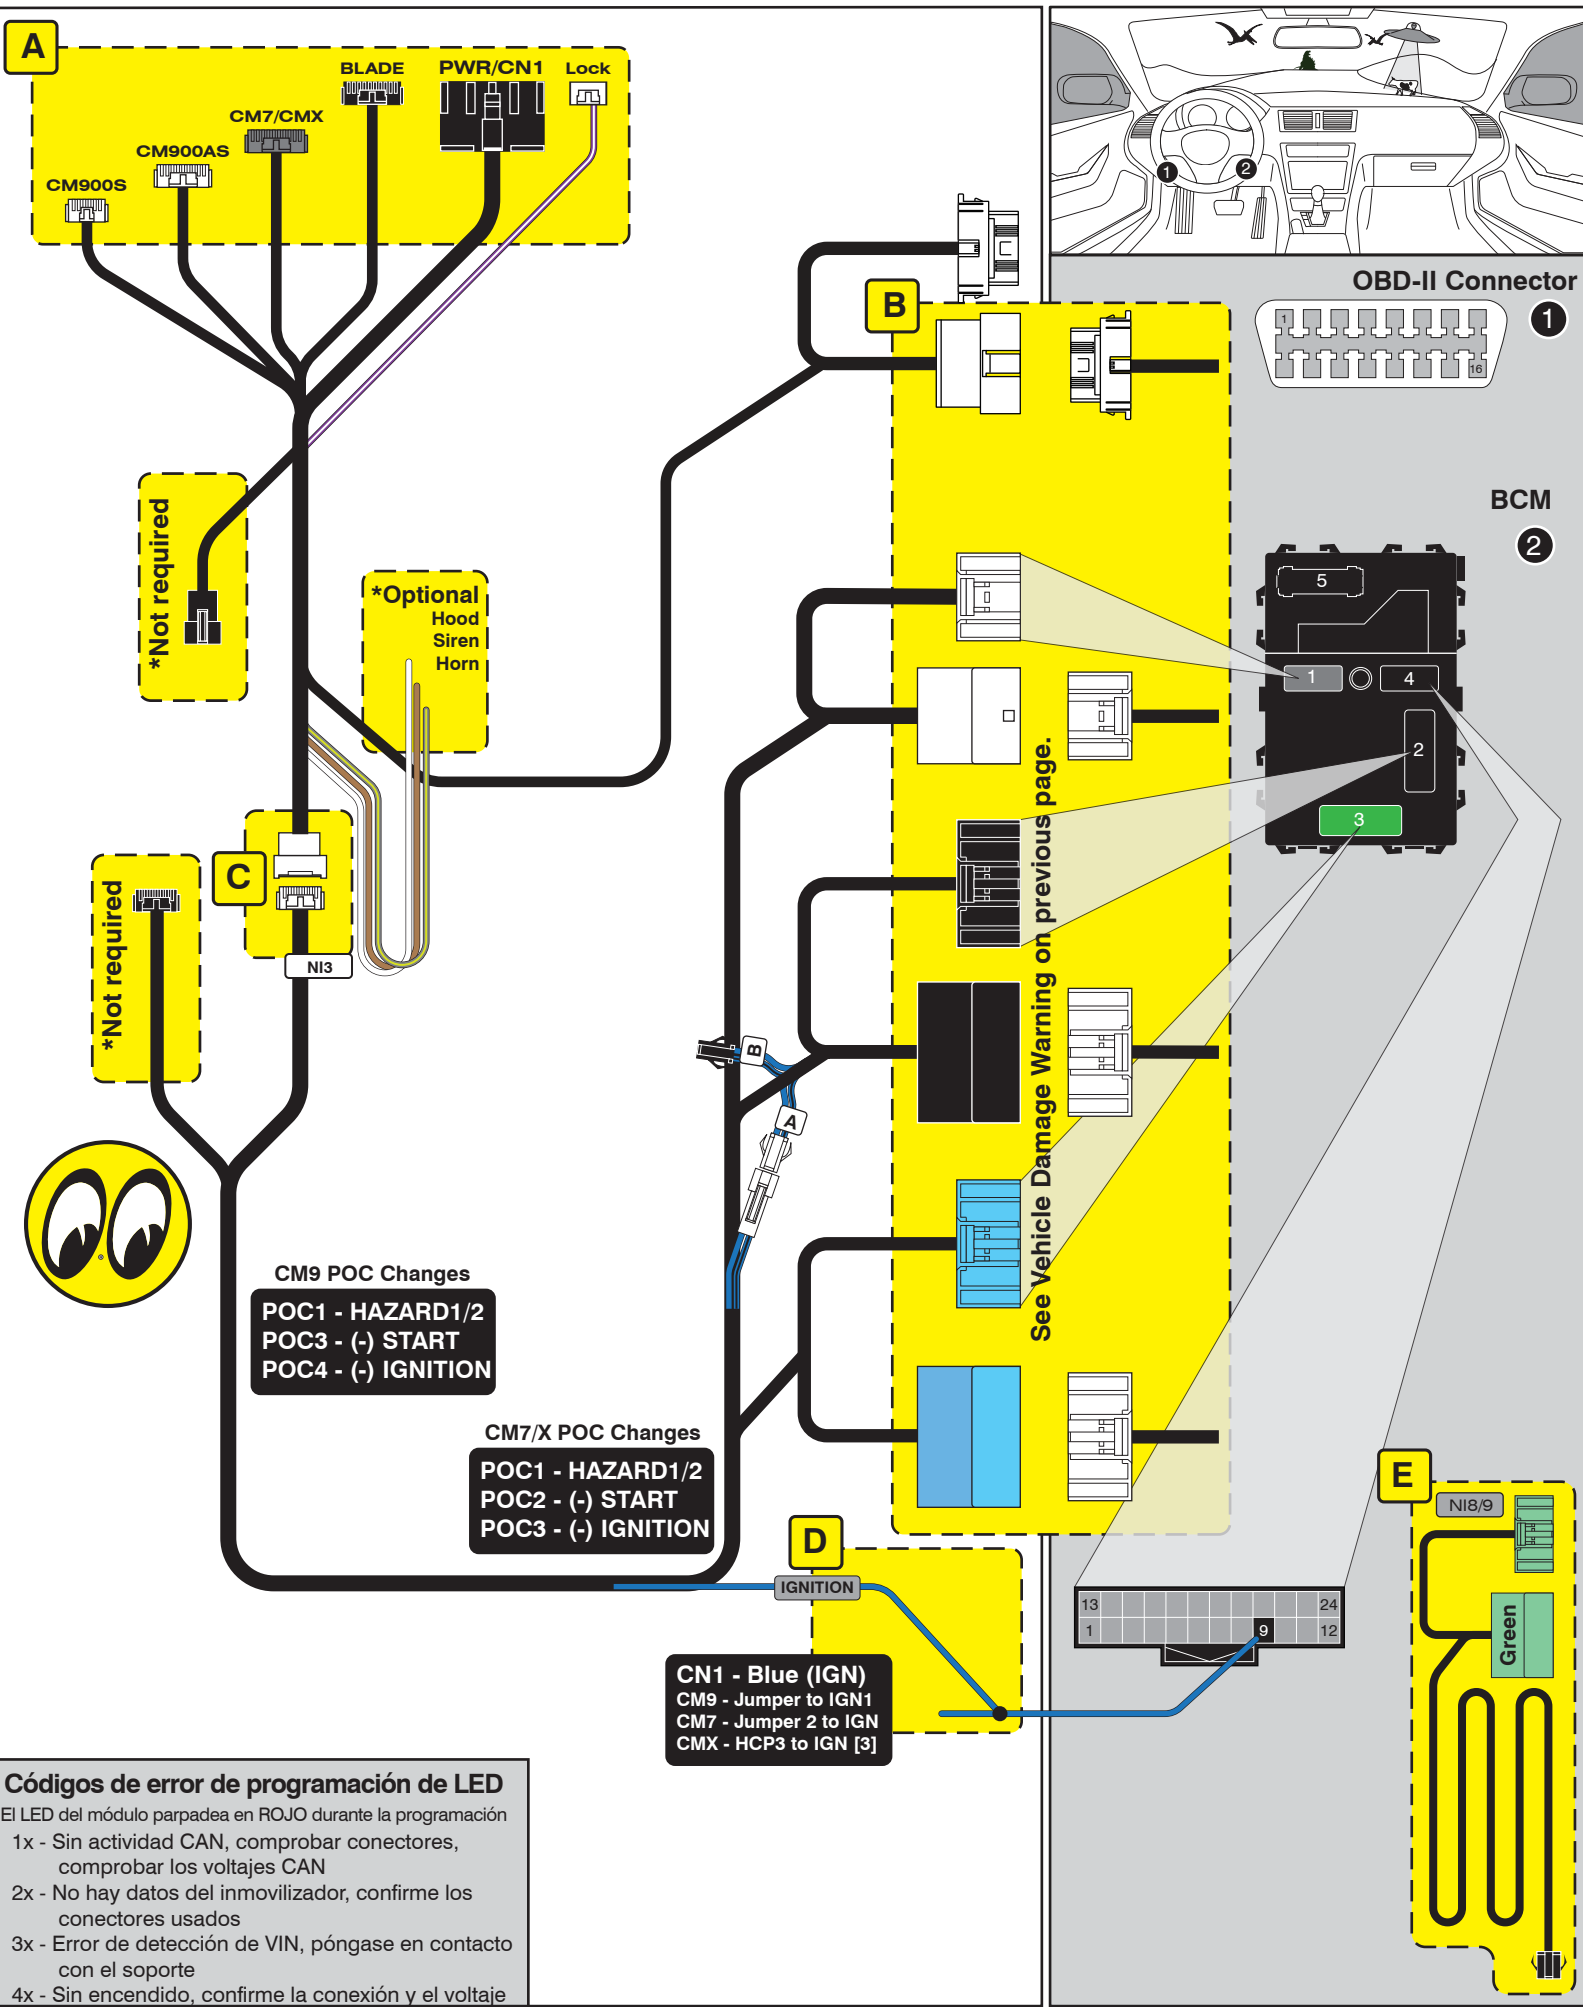 A
BLADE
PWR/CN1
Lock
CM7/CMX
CM900AS
CM900S
1
2
OBD-II Connector
1
1
16
B
BCM
2
5
1
4
2
3
*Not required
*Optional
Hood
Siren
Horn
See Vehicle Damage Warning on previous page.
C
*Not required
NI3
B
A
CM9 POC Changes
POC1 - HAZARD1/2
POC3 - (-) START
POC4 - (-) IGNITION
CM7/X POC Changes
POC1 - HAZARD1/2
POC2 - (-) START
POC3 - (-) IGNITION
D
IGNITION
CN1 - Blue (IGN)
CM9 - Jumper to IGN1
CM7 - Jumper 2 to IGN
CMX - HCP3 to IGN [3]
13
24
1
9
12
E
NI8/9
Green
Códigos de error de programación de LED
El LED del módulo parpadea en ROJO durante la programación
1x - Sin actividad CAN, comprobar conectores,
comprobar los voltajes CAN
2x - No hay datos del inmovilizador, confirme los
conectores usados
3x - Error de detección de VIN, póngase en contacto
con el soporte
4x - Sin encendido, confirme la conexión y el voltaje